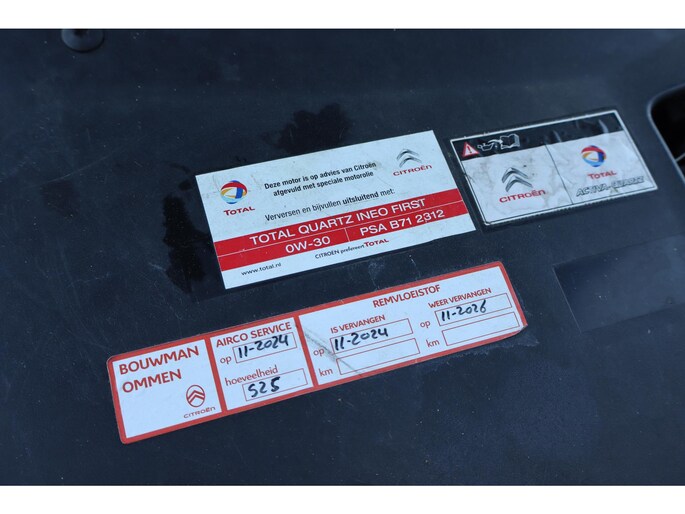 TOTAL
Deze motor is op advies van Citroën
afgevuld met speciale motorolie
CITROËN
Verversen en bijvullen uitsluitend met:
TOTAL QUARTZ INEO FIRST
0W-30 PSA B71 2312
www.total.nl
CITROËN prefereert TOTAL
CITROËN
TOTAL
BOUWMAN
OMMEN
CITROËN
AIRCO SERVICE
op 11-2024
hoeveelheid
525
REMVLOEISTOF
IS VERVANGEN
op 11-2024
km
WEER VERVANGEN
op 11-2026
km